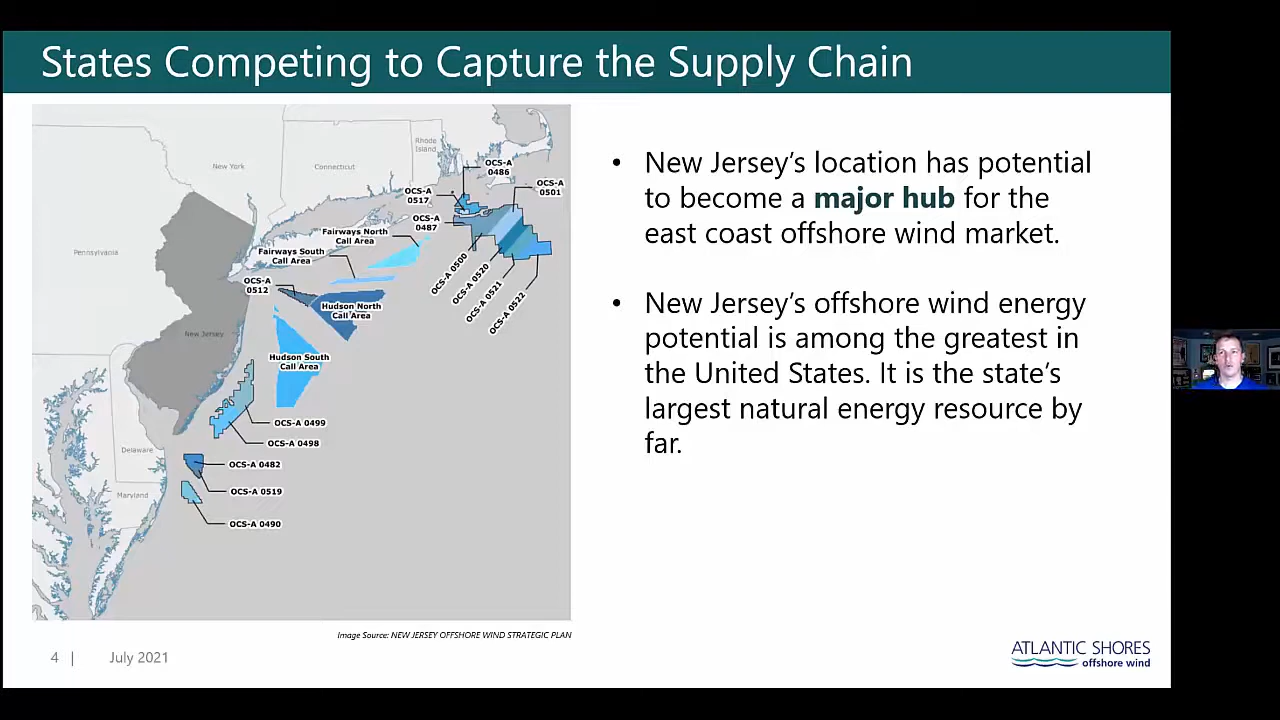 States Competing to Capture the Supply Chain
New York
Connecticut
Rhode
Island
OCS-A
0486
OCS-A
0501
OCS-A
0517
OCS-A
0487
Fairways North
Call Area
Fairways South
Call Area
Pennsylvania
OCS-A
0512
OCS-A 0500
OCS-A 0520
OCS-A 0521
OCS-A 0522
Hudson North
Call Area
New Jersey
Hudson South
Call Area
OCS-A 0499
OCS-A 0498
Delaware
OCS-A 0482
Maryland
OCS-A 0519
OCS-A 0490
Image Source: NEW JERSEY OFFSHORE WIND STRATEGIC PLAN
• New Jersey's location has potential
to become a major hub for the
east coast offshore wind market.
• New Jersey's offshore wind energy
potential is among the greatest in
the United States. It is the state's
largest natural energy resource by
far.
4 | July 2021
ATLANTIC SHORES
offshore wind